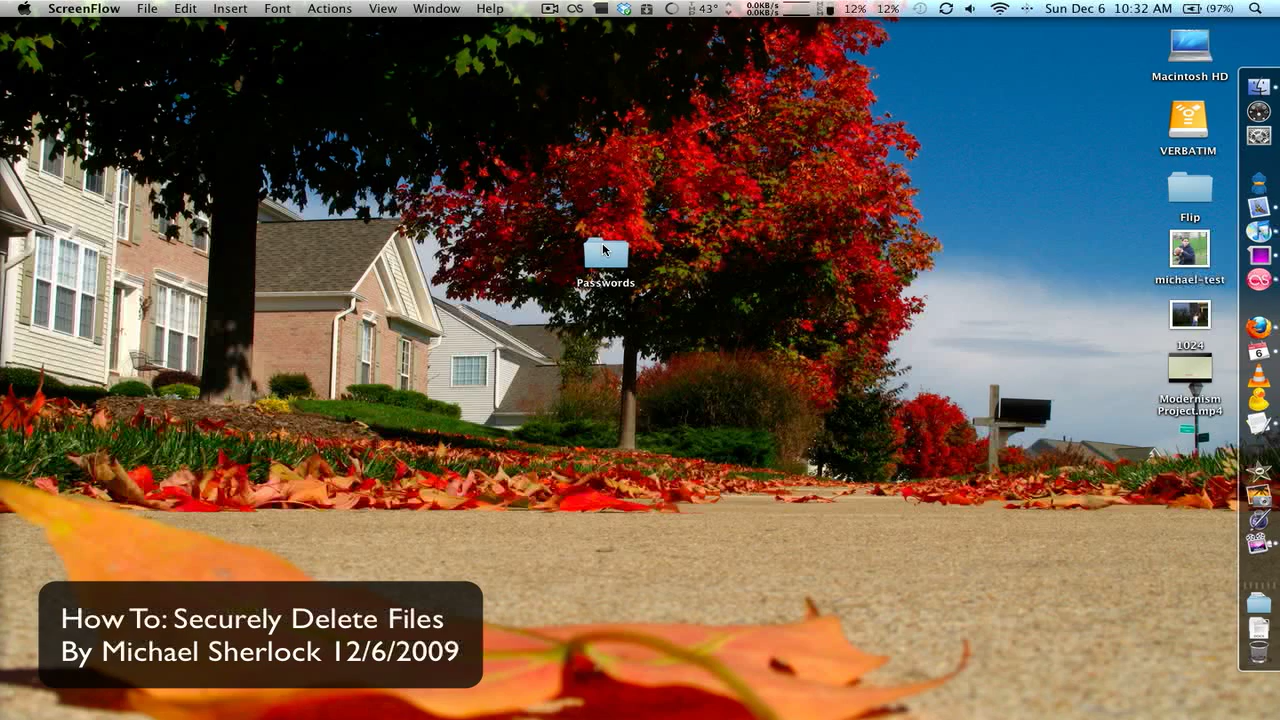 ScreenFlow File Edit Insert Font Actions View Window Help 43° 0.0KB/s 12% 12% Sun Dec 6 10:32 AM (97%)
0.0KB/s
Macintosh HD
VERBATIM
Flip
michael-test
1024
Modernism
Project.mp4
Passwords
6
How To: Securely Delete Files
By Michael Sherlock 12/6/2009